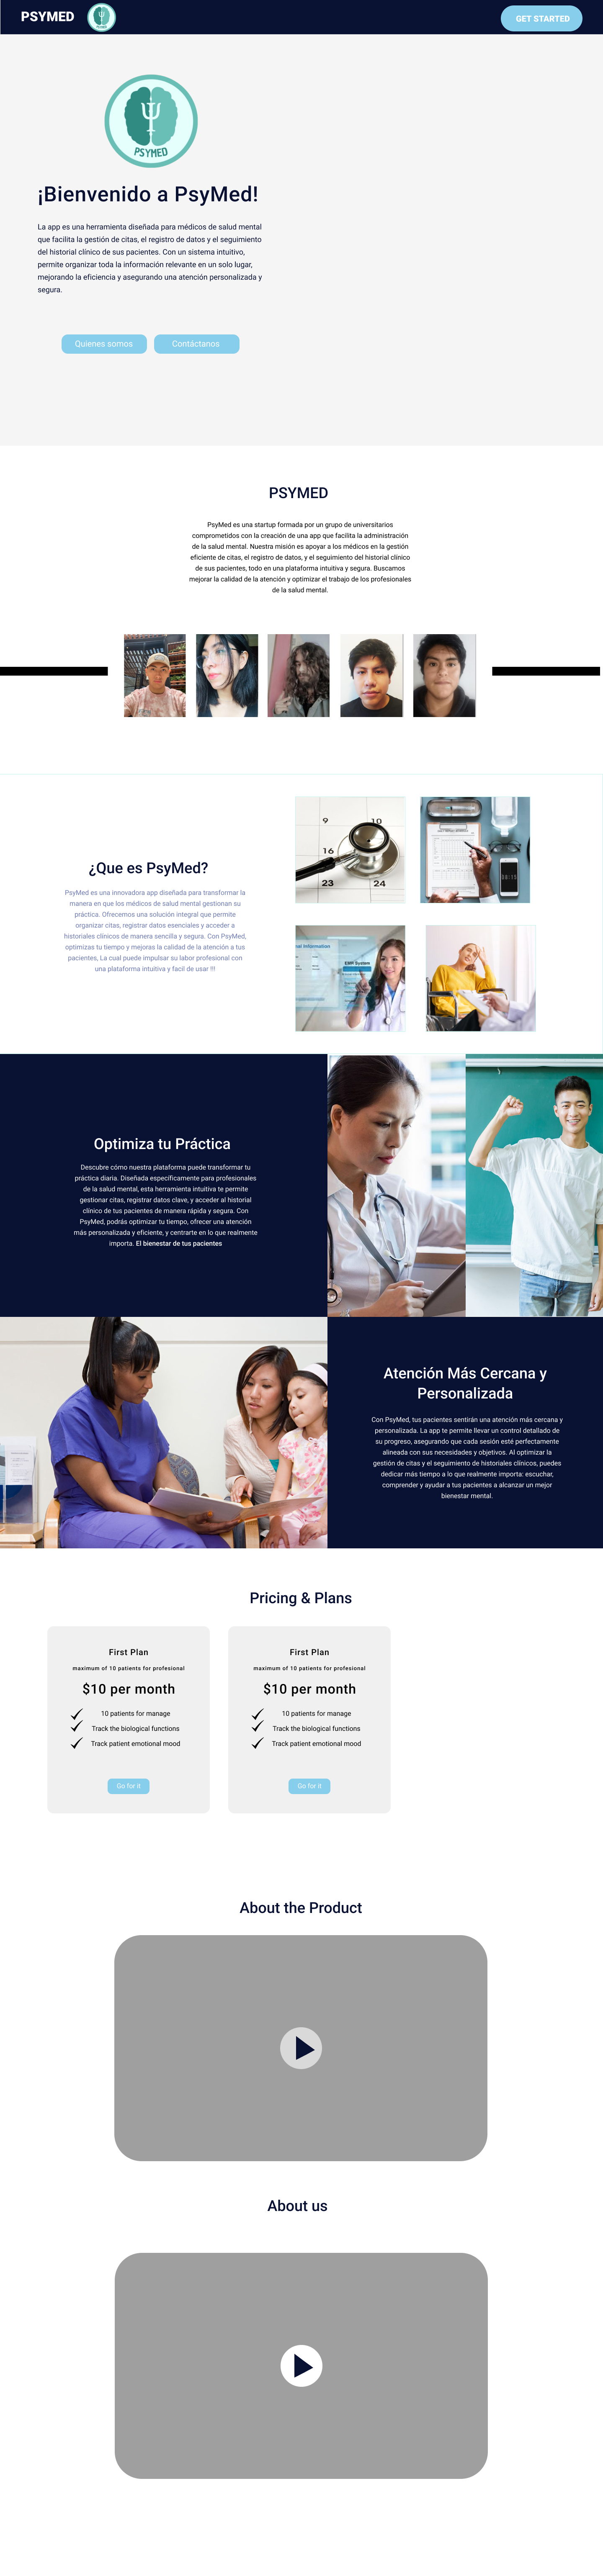 PSYMED
GET STARTED
PSYMED
¡Bienvenido a PsyMed!
La app es una herramienta diseñada para médicos de salud mental
que facilita la gestión de citas, el registro de datos y el seguimiento
del historial clínico de sus pacientes. Con un sistema intuitivo,
permite organizar toda la información relevante en un solo lugar,
mejorando la eficiencia y asegurando una atención personalizada y
segura.
Quienes somos
Contáctanos
PSYMED
PsyMed es una startup formada por un grupo de universitarios
comprometidos con la creación de una app que facilita la administración
de la salud mental. Nuestra misión es apoyar a los médicos en la gestión
eficiente de citas, el registro de datos, y el seguimiento del historial clínico
de sus pacientes, todo en una plataforma intuitiva y segura. Buscamos
mejorar la calidad de la atención y optimizar el trabajo de los profesionales
de la salud mental.
¿Que es PsyMed?
PsyMed es una innovadora app diseñada para transformar la
manera en que los médicos de salud mental gestionan su
práctica. Ofrecemos una solución integral que permite
organizar citas, registrar datos esenciales y acceder a
historiales clínicos de manera sencilla y segura. Con PsyMed,
optimizas tu tiempo y mejoras la calidad de la atención a tus
pacientes, La cual puede impulsar su labor profesional con
una plataforma intuitiva y facil de usar !!!
9
10
16
23
24
al Information
EHR System
Optimiza tu Práctica
Descubre cómo nuestra plataforma puede transformar tu
práctica diaria. Diseñada específicamente para profesionales
de la salud mental, esta herramienta intuitiva te permite
gestionar citas, registrar datos clave, y acceder al historial
clínico de tus pacientes de manera rápida y segura. Con
PsyMed, podrás optimizar tu tiempo, ofrecer una atención
más personalizada y eficiente, y centrarte en lo que realmente
importa. El bienestar de tus pacientes
Atención Más Cercana y
Personalizada
Con PsyMed, tus pacientes sentirán una atención más cercana y
personalizada. La app te permite llevar un control detallado de
su progreso, asegurando que cada sesión esté perfectamente
alineada con sus necesidades y objetivos. Al optimizar la
gestión de citas y el seguimiento de historiales clínicos, puedes
dedicar más tiempo a lo que realmente importa: escuchar,
comprender y ayudar a tus pacientes a alcanzar un mejor
bienestar mental.
Pricing & Plans
First Plan
maximum of 10 patients for profesional
$10 per month
10 patients for manage
Track the biological functions
Track patient emotional mood
Go for it
First Plan
maximum of 10 patients for profesional
$10 per month
10 patients for manage
Track the biological functions
Track patient emotional mood
Go for it
About the Product
About us